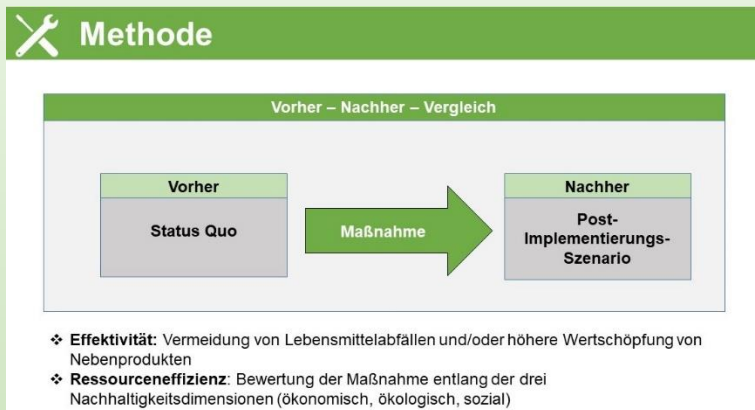 Methode
Vorher – Nachher – Vergleich
Vorher
Status Quo
Maßnahme
Nachher
Post-
Implementierungs-
Szenario
❖ Effektivität: Vermeidung von Lebensmittelabfällen und/oder höhere Wertschöpfung von
Nebenprodukten
❖ Ressourceneffizienz: Bewertung der Maßnahme entlang der drei
Nachhaltigkeitsdimensionen (ökonomisch, ökologisch, sozial)